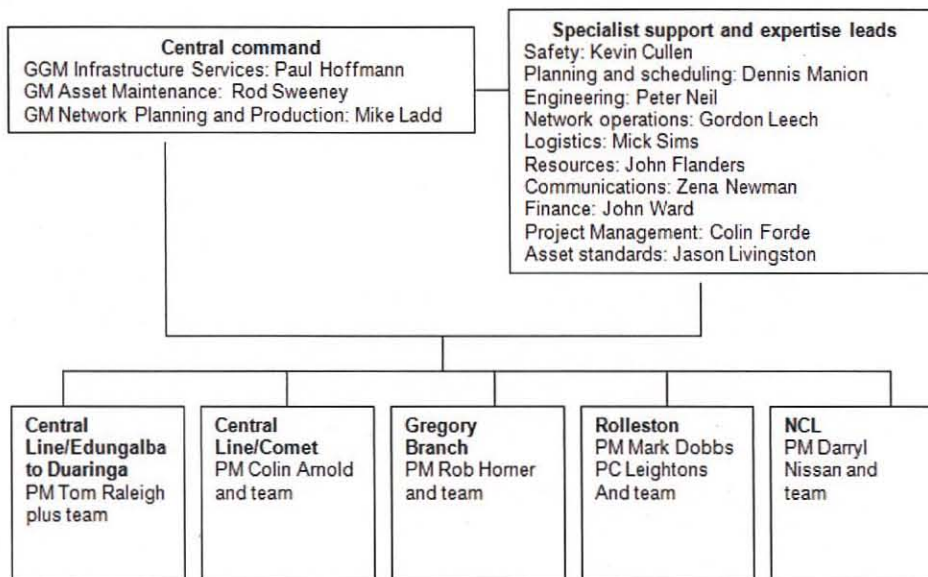 Central command
GGM Infrastructure Services: Paul Hoffmann
GM Asset Maintenance: Rod Sweeney
GM Network Planning and Production: Mike Ladd
Specialist support and expertise leads
Safety: Kevin Cullen
Planning and scheduling: Dennis Manion
Engineering: Peter Neil
Network operations: Gordon Leech
Logistics: Mick Sims
Resources: John Flanders
Communications: Zena Newman
Finance: John Ward
Project Management: Colin Forde
Asset standards: Jason Livingston
Central
Line/Edungalba
to Duaringa
PM Tom Raleigh
plus team
Central
Line/Comet
PM Colin Arnold
and team
Gregory
Branch
PM Rob Horner
and team
Rolleston
PM Mark Dobbs
PC Leightons
And team
NCL
PM Darryl
Nissan and
team